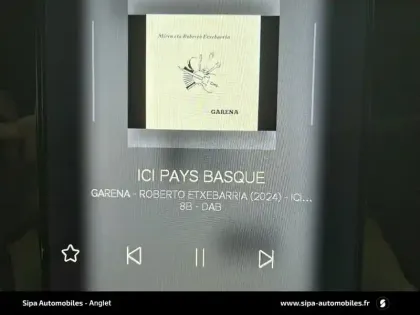 Miren eta Roberto Etxebarria
GARENA
ICI PAYS BASQUE
GARENA - ROBERTO ETXEBARRIA (2024) - ICI...
8B - DAB
Sipa Automobiles - Anglet
www.sipa-automobiles.fr
S